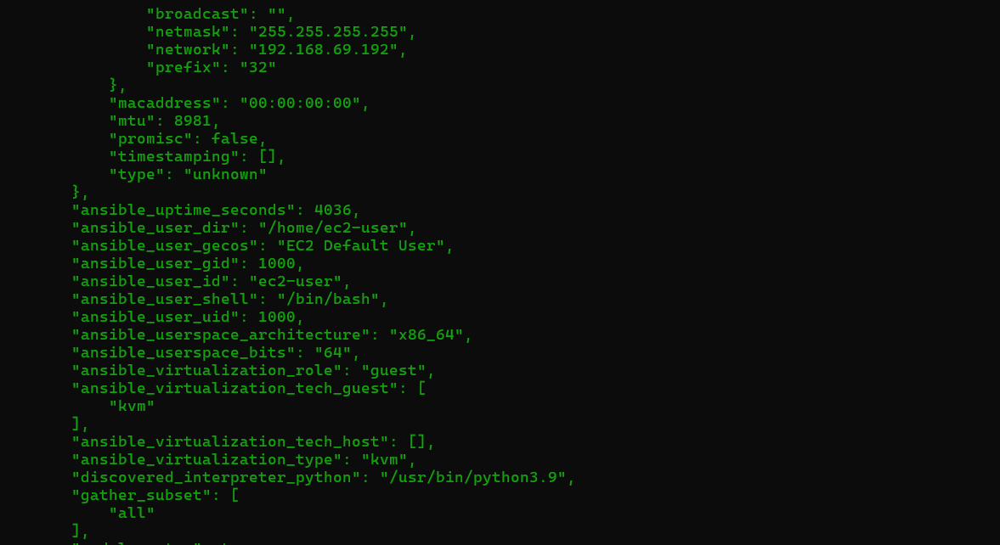 "broadcast": "",
"netmask": "255.255.255.255",
"network": "192.168.69.192",
"prefix": "32"
},
"macaddress": "00:00:00:00",
"mtu": 8981,
"promisc": false,
"timestamping": [],
"type": "unknown"
},
"ansible_uptime_seconds": 4036,
"ansible_user_dir": "/home/ec2-user",
"ansible_user_gecos": "EC2 Default User",
"ansible_user_gid": 1000,
"ansible_user_id": "ec2-user",
"ansible_user_shell": "/bin/bash",
"ansible_user_uid": 1000,
"ansible_userspace_architecture": "x86_64",
"ansible_userspace_bits": "64",
"ansible_virtualization_role": "guest",
"ansible_virtualization_tech_guest": [
"kvm"
],
"ansible_virtualization_tech_host": [],
"ansible_virtualization_type": "kvm",
"discovered_interpreter_python": "/usr/bin/python3.9",
"gather_subset": [
"all"
],